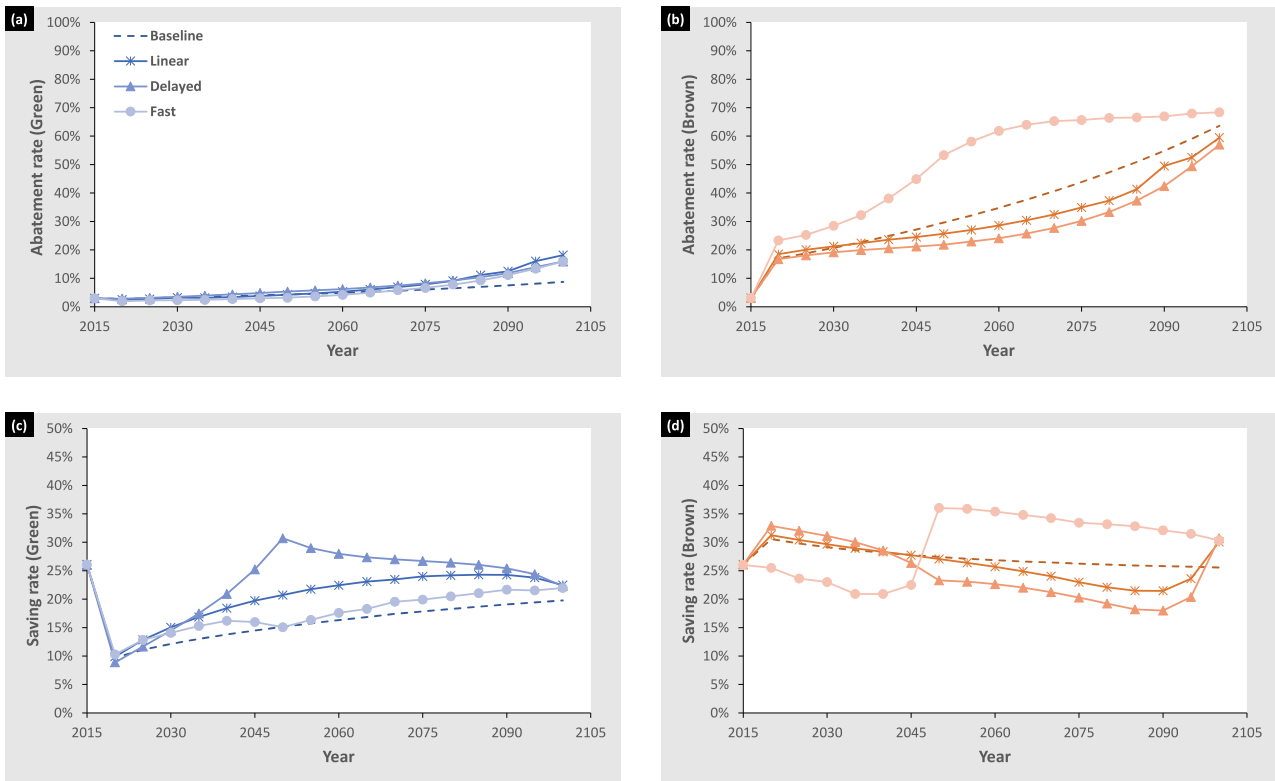 (a)
100%
90%
80%
70%
60%
50%
40%
30%
20%
10%
0%
Abatement rate (Green)
Baseline
Linear
Delayed
Fast
2015 2030 2045 2060 2075 2090 2105
Year
(b)
100%
90%
80%
70%
60%
50%
40%
30%
20%
10%
0%
Abatement rate (Brown)
2015 2030 2045 2060 2075 2090 2105
Year
(c)
50%
45%
40%
35%
30%
25%
20%
15%
10%
5%
0%
Saving rate (Green)
2015 2030 2045 2060 2075 2090 2105
Year
(d)
50%
45%
40%
35%
30%
25%
20%
15%
10%
5%
0%
Saving rate (Brown)
2015 2030 2045 2060 2075 2090 2105
Year